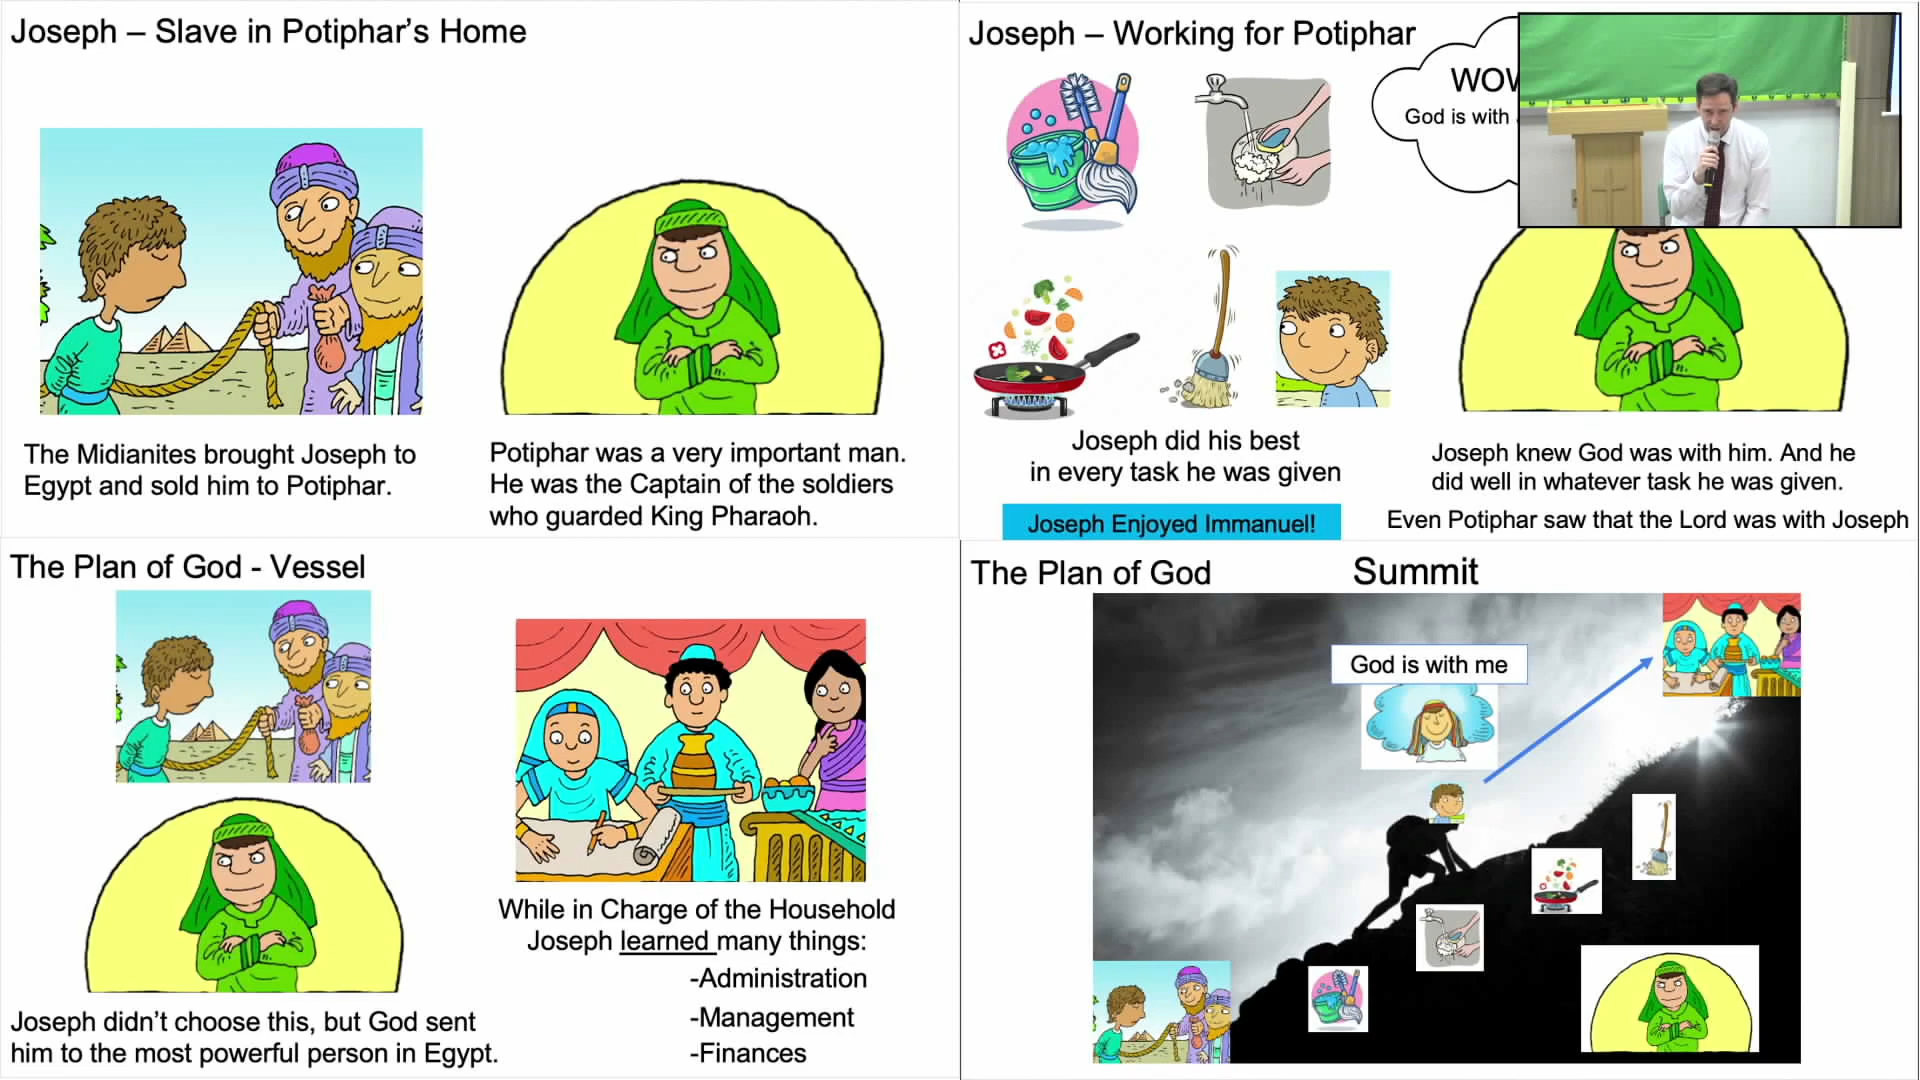 Joseph – Slave in Potiphar's Home
The Midianites brought Joseph to
Egypt and sold him to Potiphar.
Potiphar was a very important man.
He was the Captain of the soldiers
who guarded King Pharaoh.
Joseph – Working for Potiphar
God is with
Joseph did his best
in every task he was given
Joseph Enjoyed Immanuel!
Joseph knew God was with him. And he
did well in whatever task he was given.
Even Potiphar saw that the Lord was with Joseph
The Plan of God - Vessel
Joseph didn't choose this, but God sent
him to the most powerful person in Egypt.
While in Charge of the Household
Joseph learned many things:
-Administration
-Management
-Finances
The Plan of God
Summit
God is with me